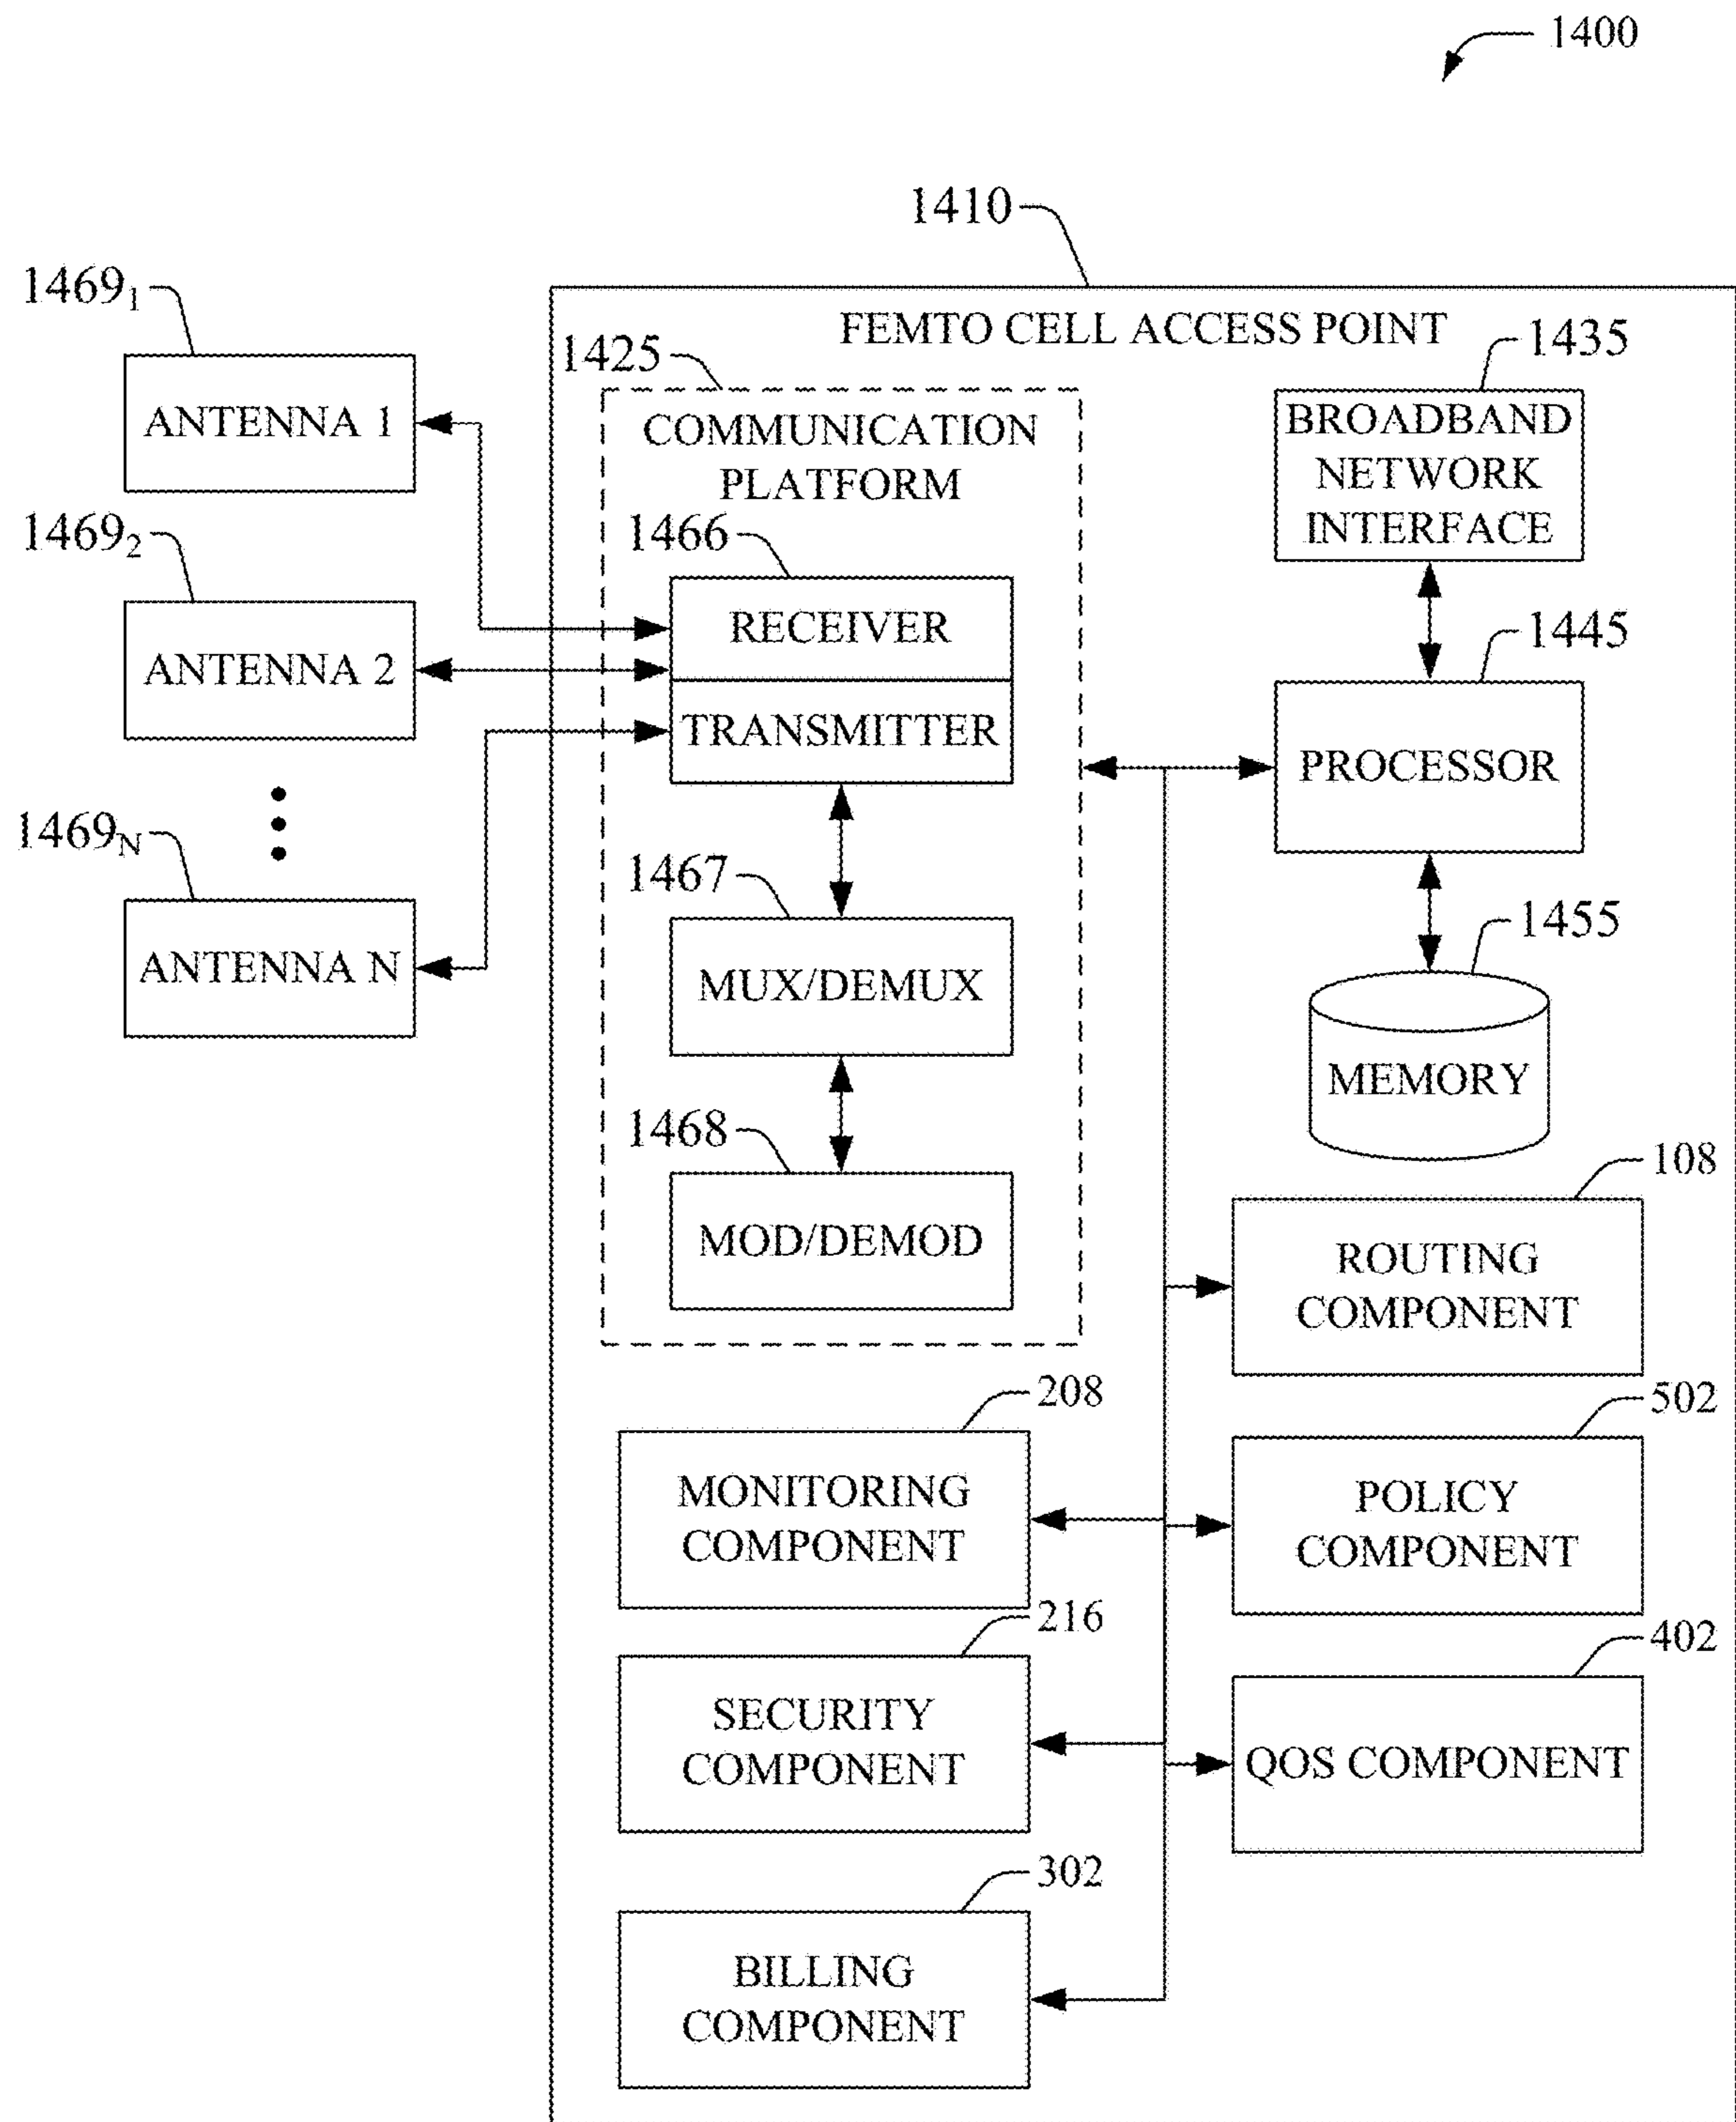 1400
1410
1469₁
FEMTO CELL ACCESS POINT
1425
1435
ANTENNA 1
COMMUNICATION
PLATFORM
BROADBAND
NETWORK
INTERFACE
1469₂
1466
RECEIVER
1445
ANTENNA 2
TRANSMITTER
PROCESSOR
1469N
1467
1455
ANTENNA N
MUX/DEMUX
MEMORY
1468
108
MOD/DEMOD
ROUTING
COMPONENT
208
502
MONITORING
COMPONENT
POLICY
COMPONENT
216
402
SECURITY
COMPONENT
QOS COMPONENT
302
BILLING
COMPONENT